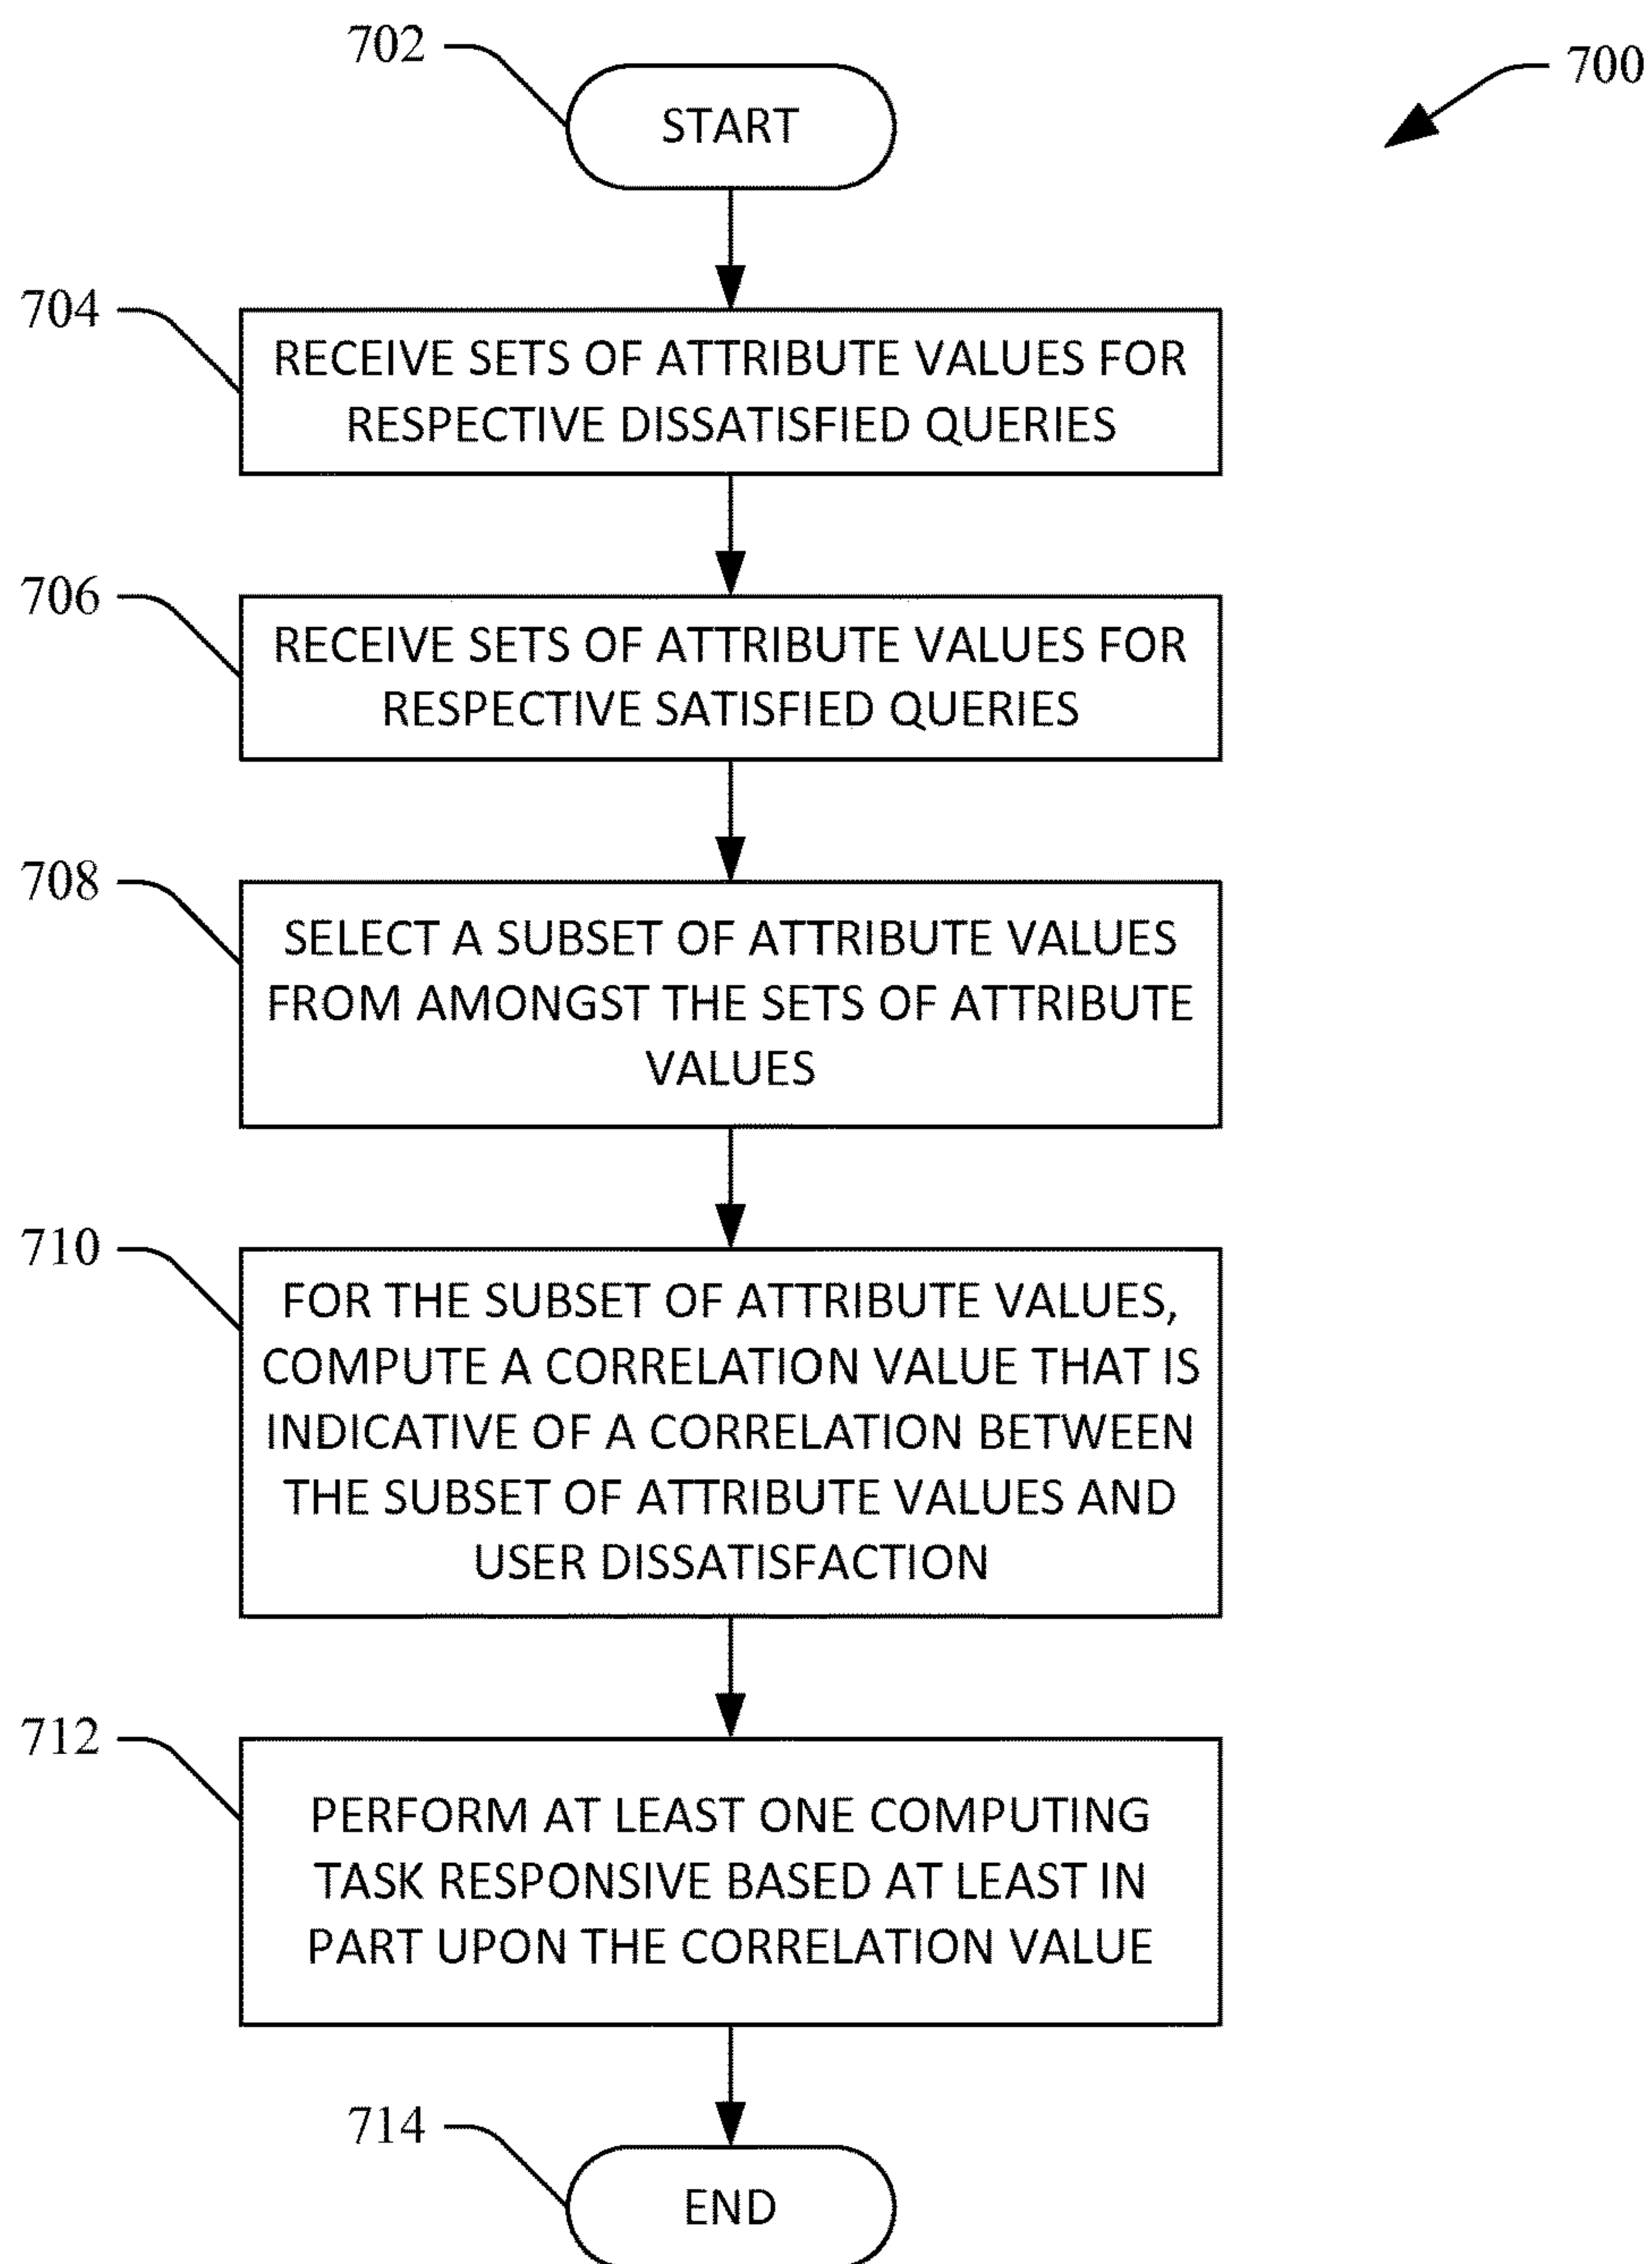 702
START
700
704
RECEIVE SETS OF ATTRIBUTE VALUES FOR
RESPECTIVE DISSATISFIED QUERIES
706
RECEIVE SETS OF ATTRIBUTE VALUES FOR
RESPECTIVE SATISFIED QUERIES
708
SELECT A SUBSET OF ATTRIBUTE VALUES
FROM AMONGST THE SETS OF ATTRIBUTE
VALUES
710
FOR THE SUBSET OF ATTRIBUTE VALUES,
COMPUTE A CORRELATION VALUE THAT IS
INDICATIVE OF A CORRELATION BETWEEN
THE SUBSET OF ATTRIBUTE VALUES AND
USER DISSATISFACTION
712
PERFORM AT LEAST ONE COMPUTING
TASK RESPONSIVE BASED AT LEAST IN
PART UPON THE CORRELATION VALUE
714
END